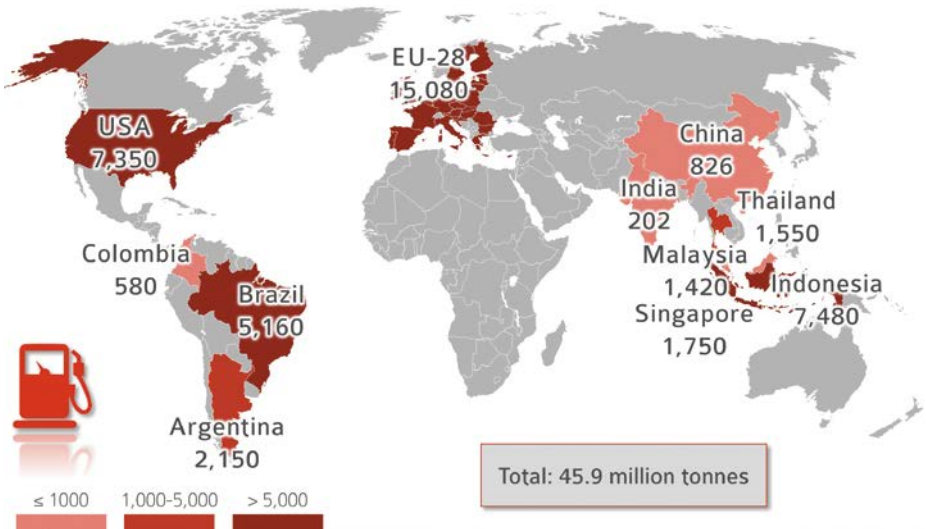 EU-28
15,080
USA
7,350
China
826
India
202
Thailand
1,550
Malaysia
1,420
Indonesia
7,480
Singapore
1,750
Colombia
580
Brazil
5,160
Argentina
2,150
Total: 45.9 million tonnes
≤ 1000
1,000-5,000
> 5,000